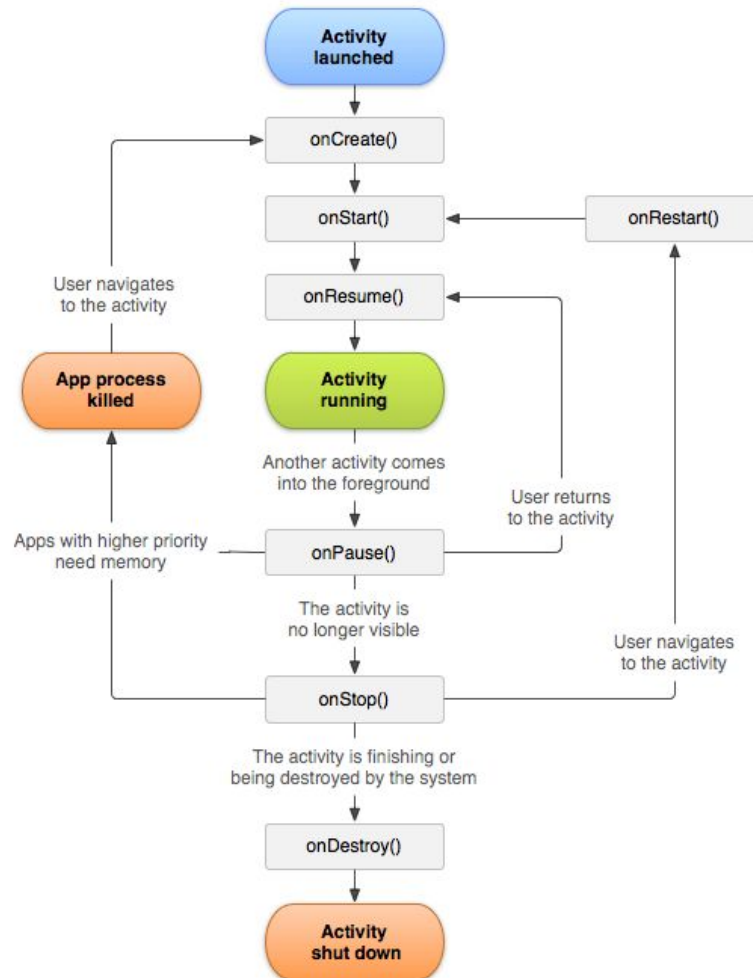 Activity
launched
onCreate()
onStart()
onRestart()
User navigates
to the activity
onResume()
App process
killed
Activity
running
Another activity comes
into the foreground
User returns
to the activity
Apps with higher priority
need memory
onPause()
The activity is
no longer visible
User navigates
to the activity
onStop()
The activity is finishing or
being destroyed by the system
onDestroy()
Activity
shut down